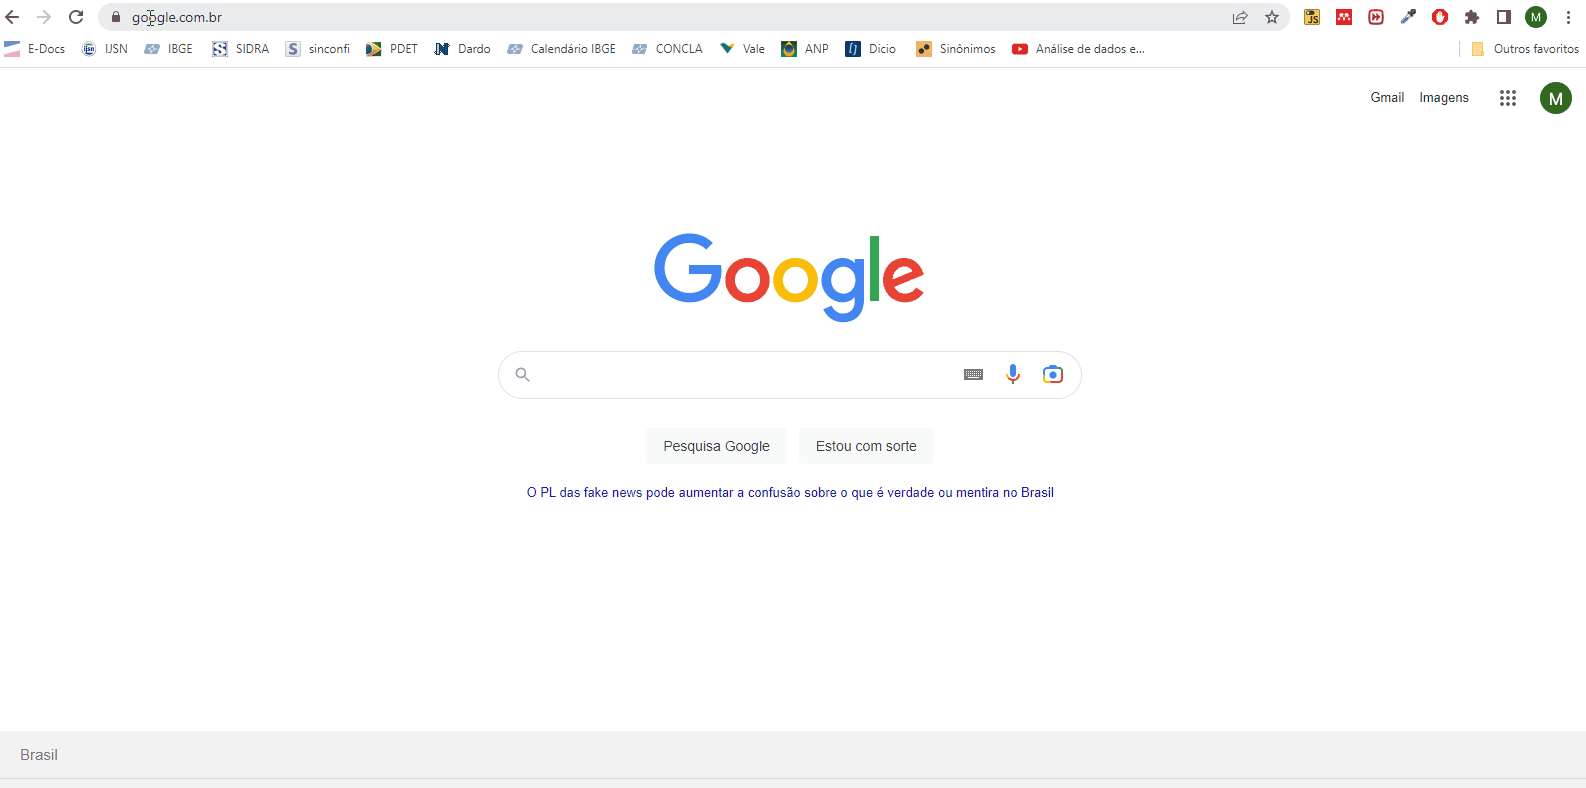 google.com.br
JS
M
E-Docs
IJSN
IBGE
SIDRA
S sinconfi
PDET
Dardo
Calendário IBGE
CONCLA
Vale
ANP
Dicio
Sinônimos
Análise de dados e...
Outros favoritos
Gmail Imagens
M
Google
Pesquisa Google Estou com sorte
O PL das fake news pode aumentar a confusão sobre o que é verdade ou mentira no Brasil
Brasil